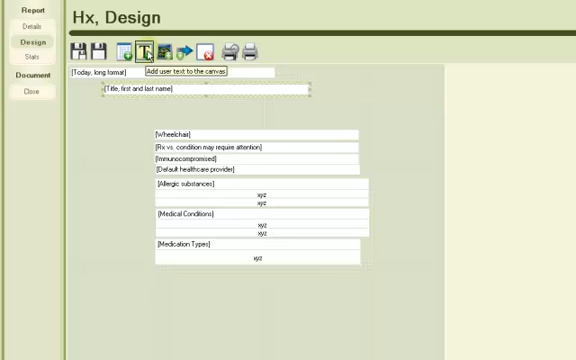 Report
Details
Design
Stats
Document
Close
Hx, Design
Add user text to the canvas
[Today, long format]
[Title, first and last name]
[Wheelchair]
[Rx vs. condition may require attention]
[Immunocompromised]
[Default healthcare provider]
[Allergic substances]
xyz
xyz
[Medical Conditions]
xyz
xyz
[Medication Types]
xyz